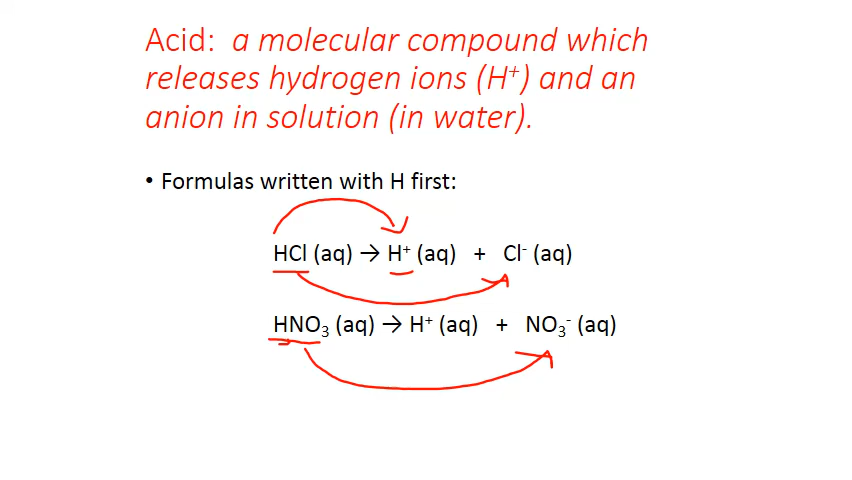 Acid: a molecular compound which
releases hydrogen ions (H⁺) and an
anion in solution (in water).
• Formulas written with H first:
HCl (aq) → H⁺ (aq) + Cl⁻ (aq)
HNO₃ (aq) → H⁺ (aq) + NO₃⁻ (aq)